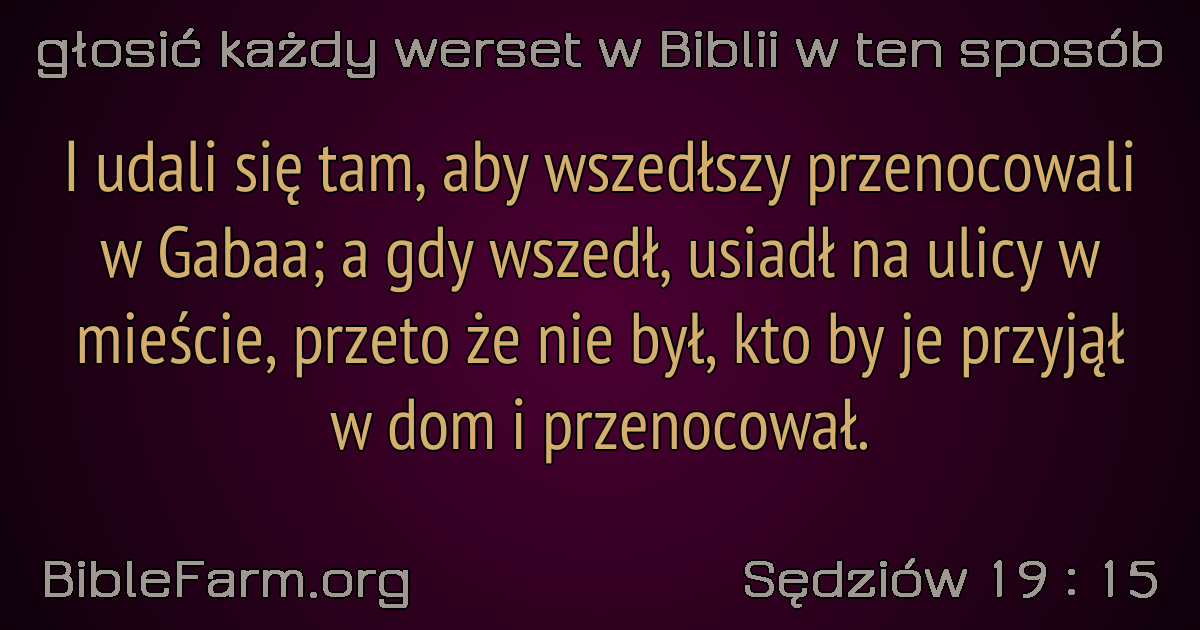 głosić każdy werset w Biblii w ten sposób
I udali się tam, aby wszedłszy przenocowali
w Gabaa; a gdy wszedł, usiadł na ulicy w
mieście, przeto że nie był, kto by je przyjął
w dom i przenocował.
BibleFarm.org
Sędziów 19 : 15